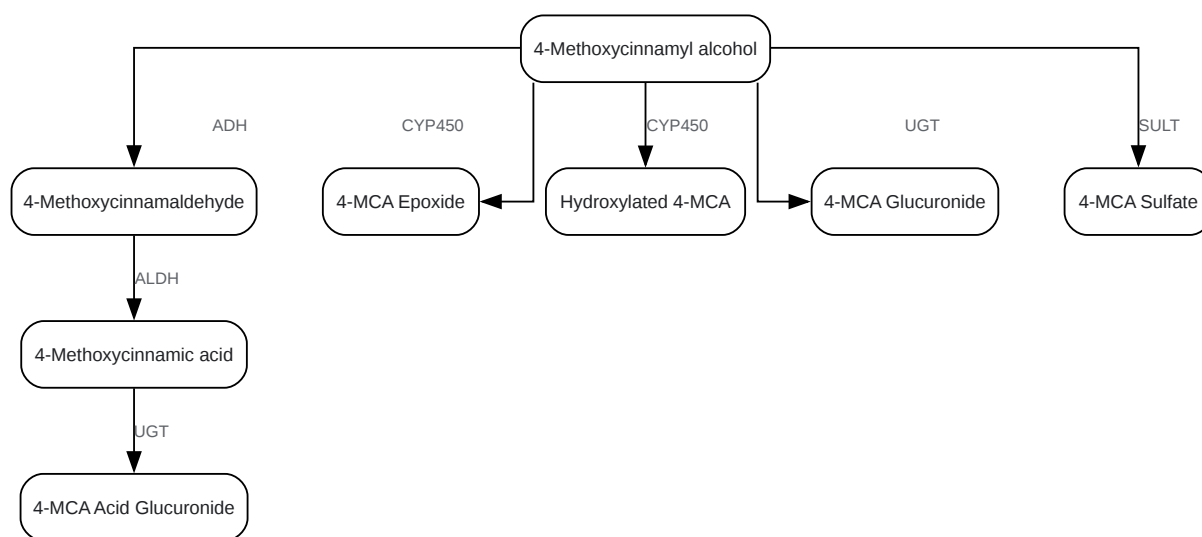 4-Methoxycinnamyl alcohol
ADH
CYP450
CYP450
UGT
SULT
4-Methoxycinnamaldehyde
4-MCA Epoxide
Hydroxylated 4-MCA
4-MCA Glucuronide
4-MCA Sulfate
ALDH
4-Methoxycinnamic acid
UGT
4-MCA Acid Glucuronide